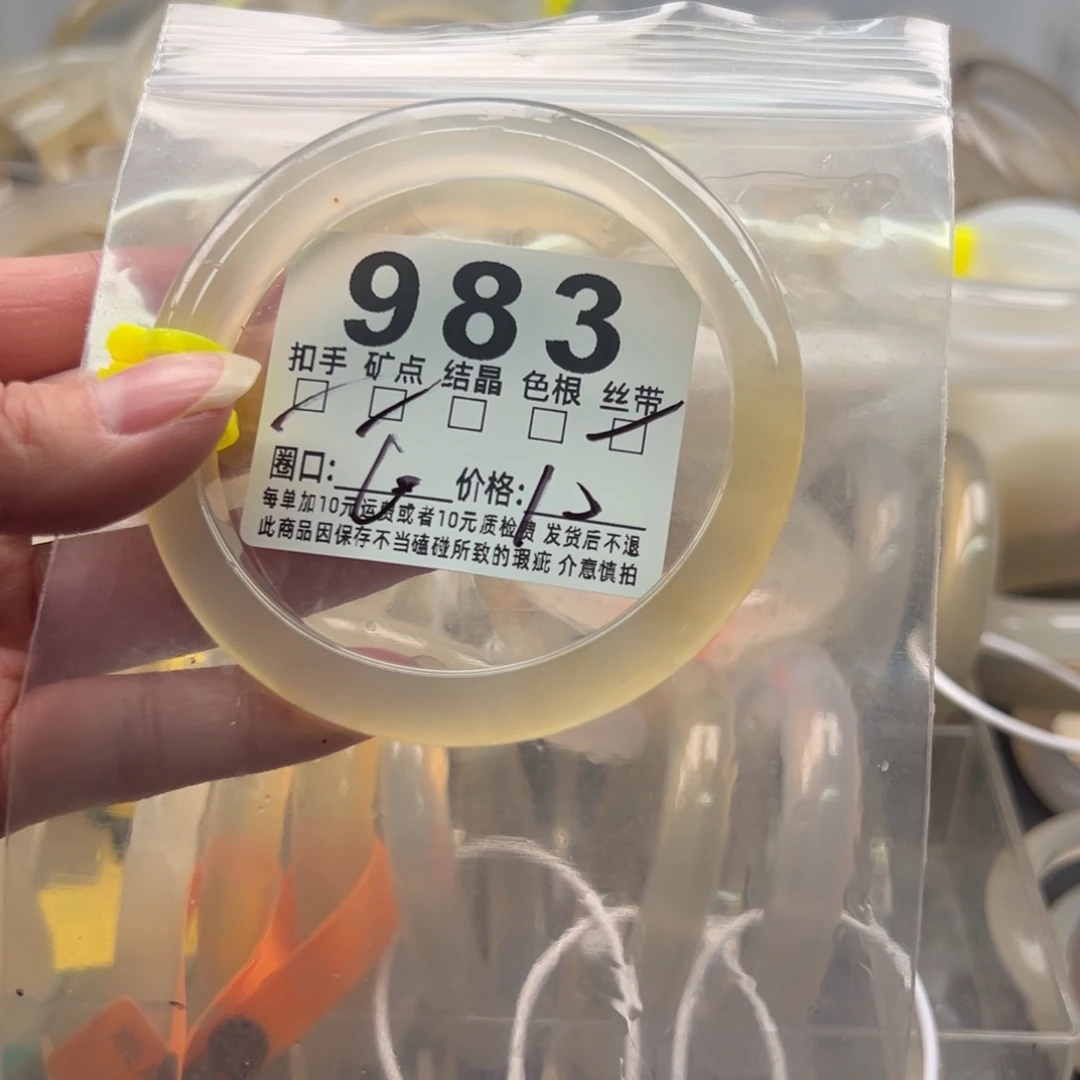 983
扣手 矿点 结晶 色根 丝带
圈口: 价格:
每单加10元运费或者10元质检费 发货后不退
此商品因保存不当磕碰所致的瑕疵 介意慎拍